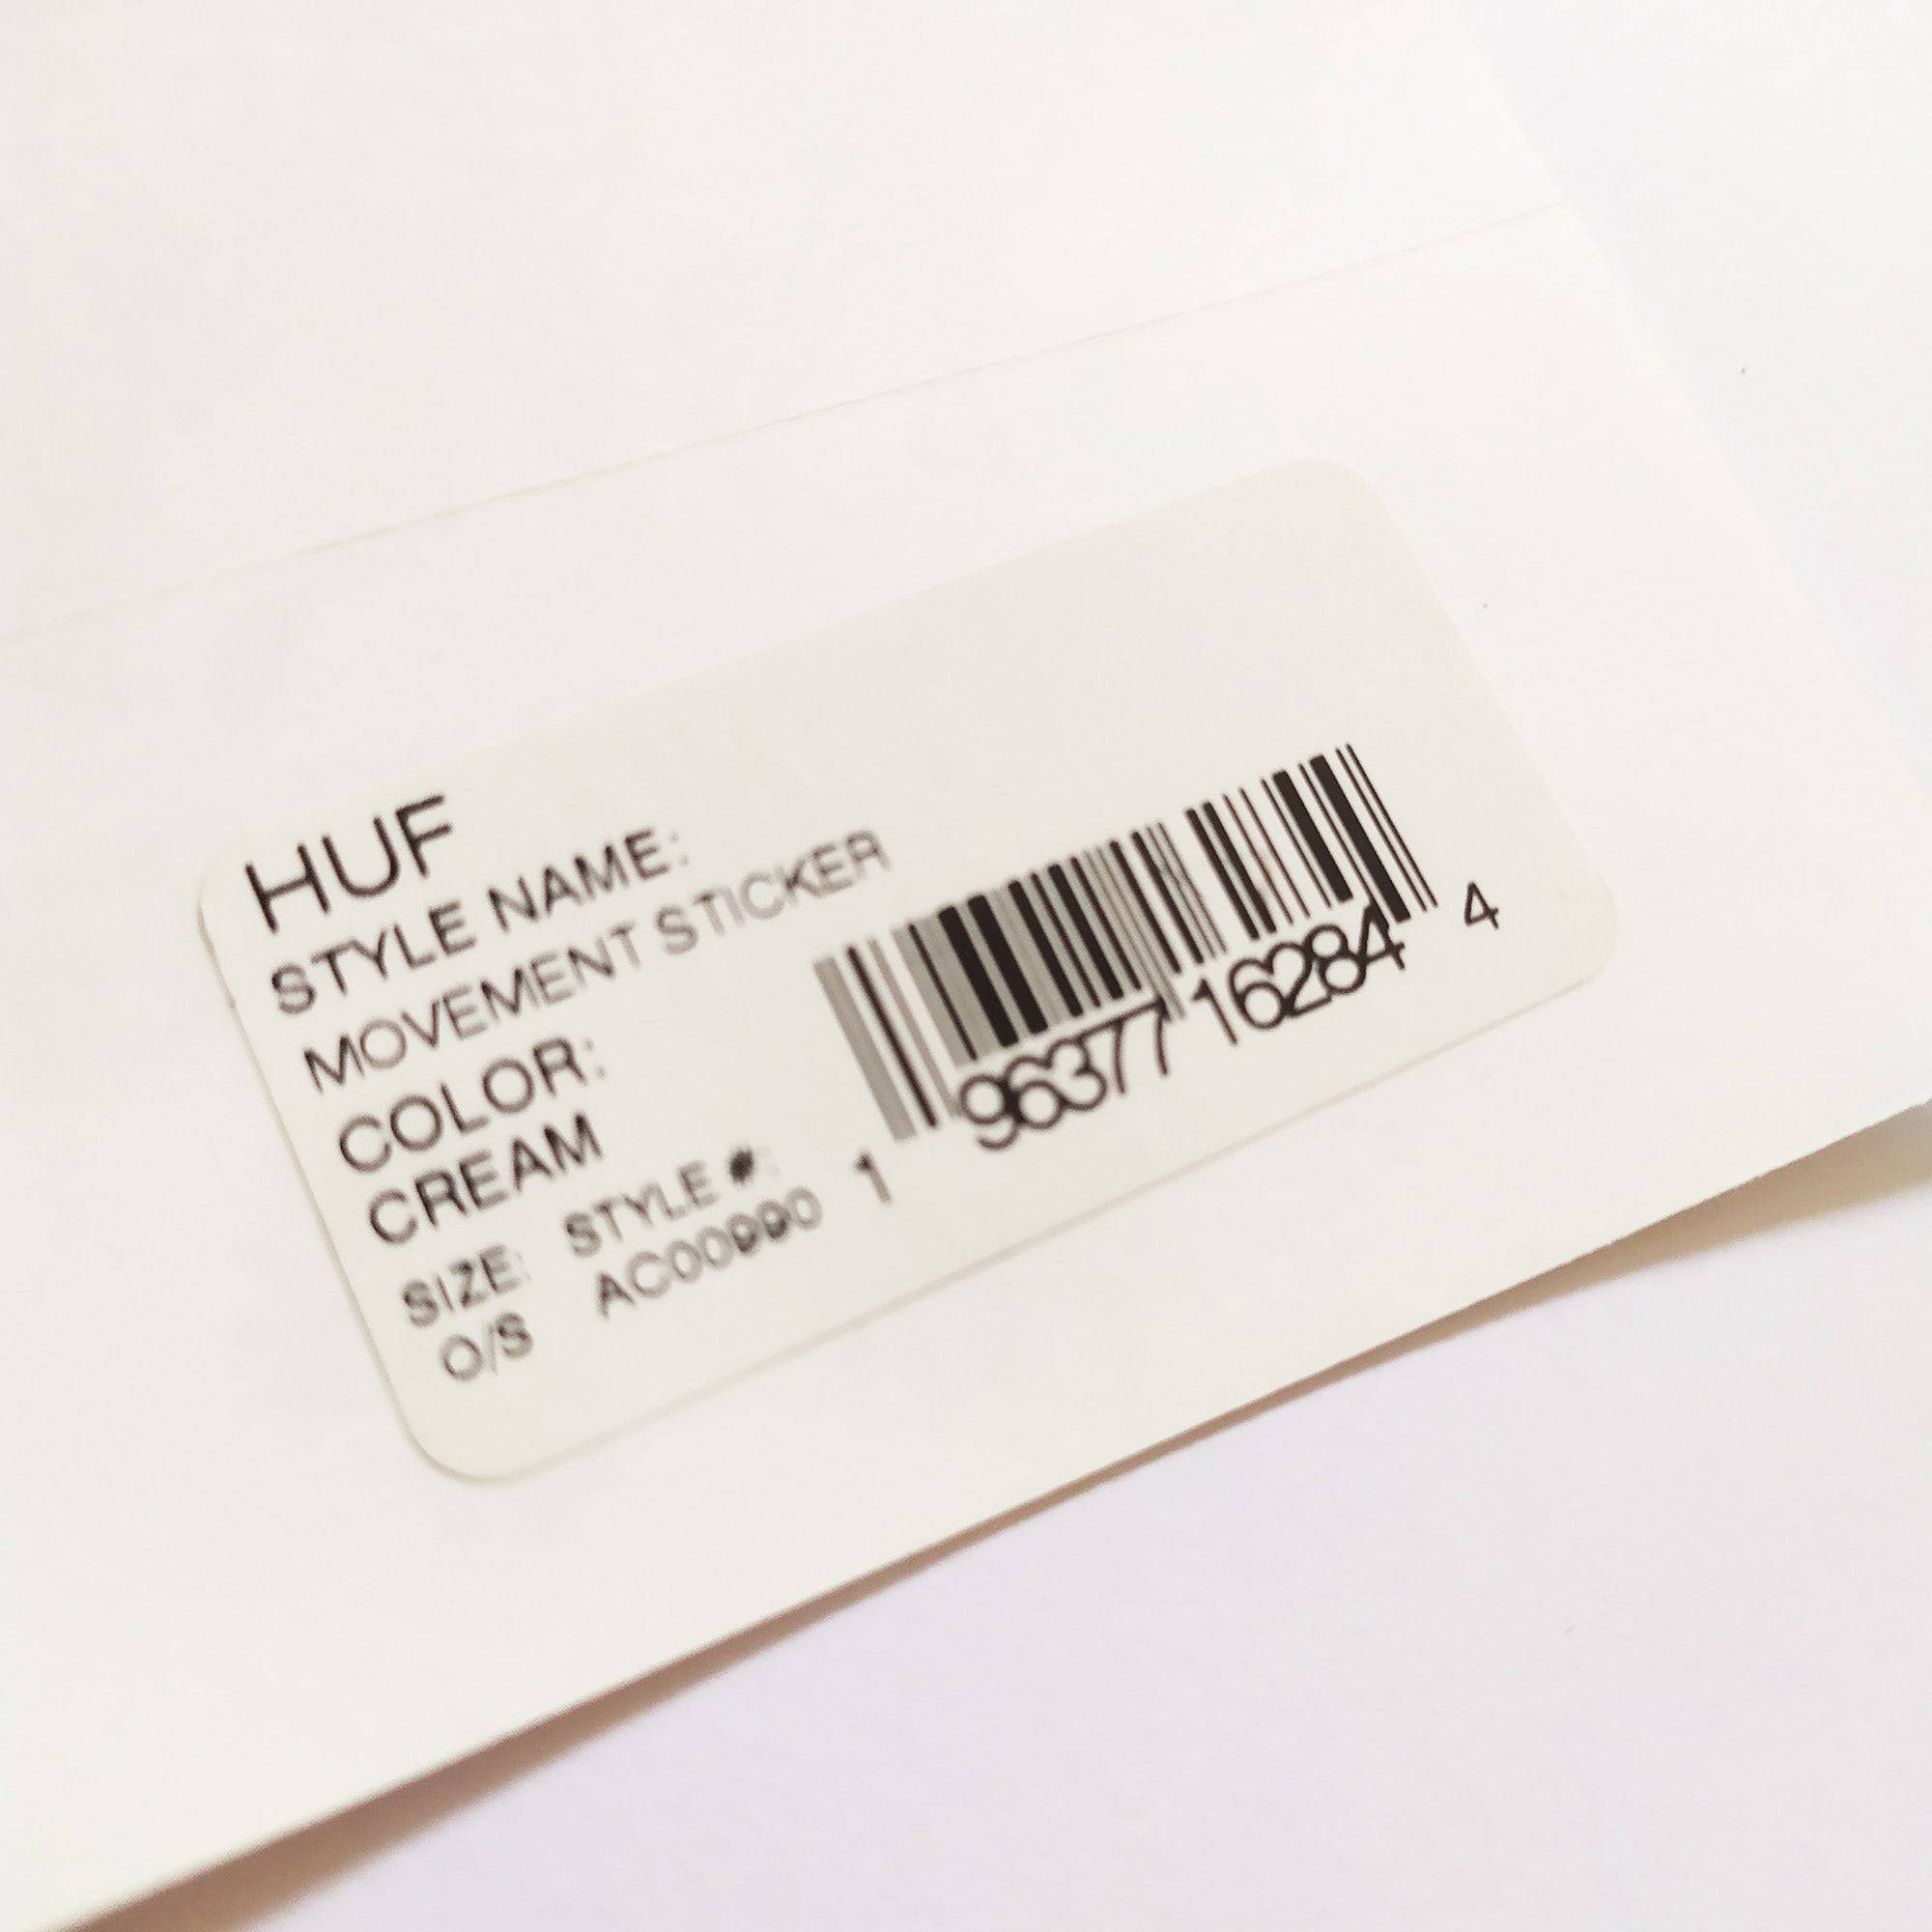 HUF
STYLE NAME:
MOVEMENT STICKER
COLOR:
CREAM
SIZE: STYLE #:
O/S AC00990
1 96377 16284 4